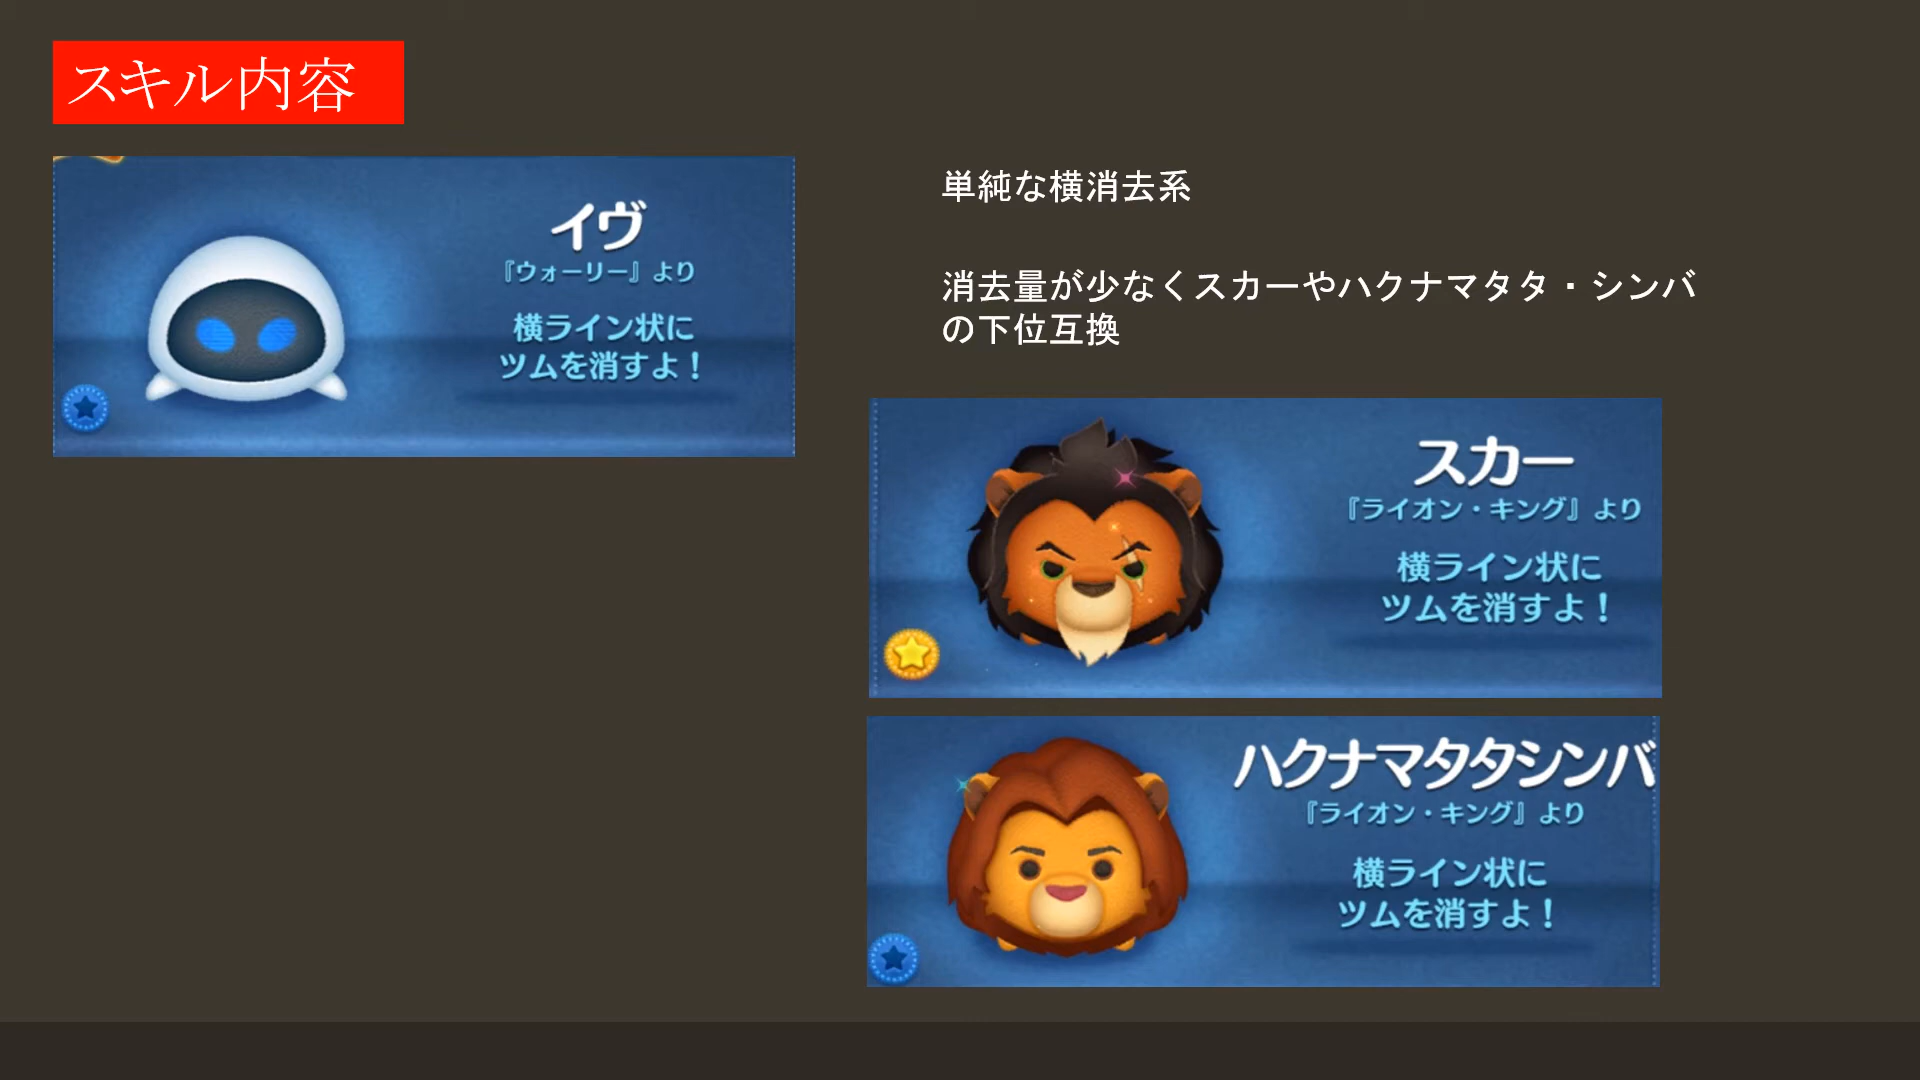 スキル内容
イヴ
『ウォーリー』より
横ライン状に
ツムを消すよ！
単純な横消去系
消去量が少なくスカーやハクナマタタ・シンバ
の下位互換
スカー
『ライオン・キング』より
横ライン状に
ツムを消すよ！
ハクナマタタシンバ
『ライオン・キング』より
横ライン状に
ツムを消すよ！